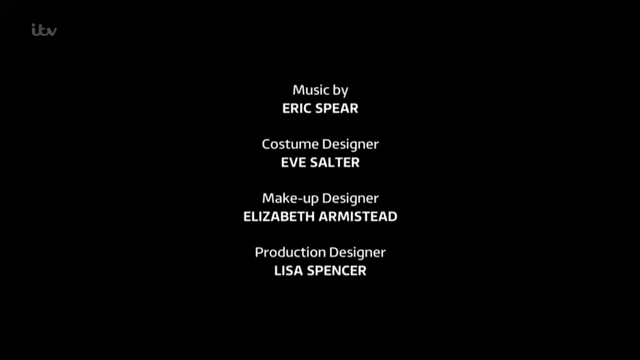 itv
Music by
ERIC SPEAR
Costume Designer
EVE SALTER
Make-up Designer
ELIZABETH ARMISTEAD
Production Designer
LISA SPENCER